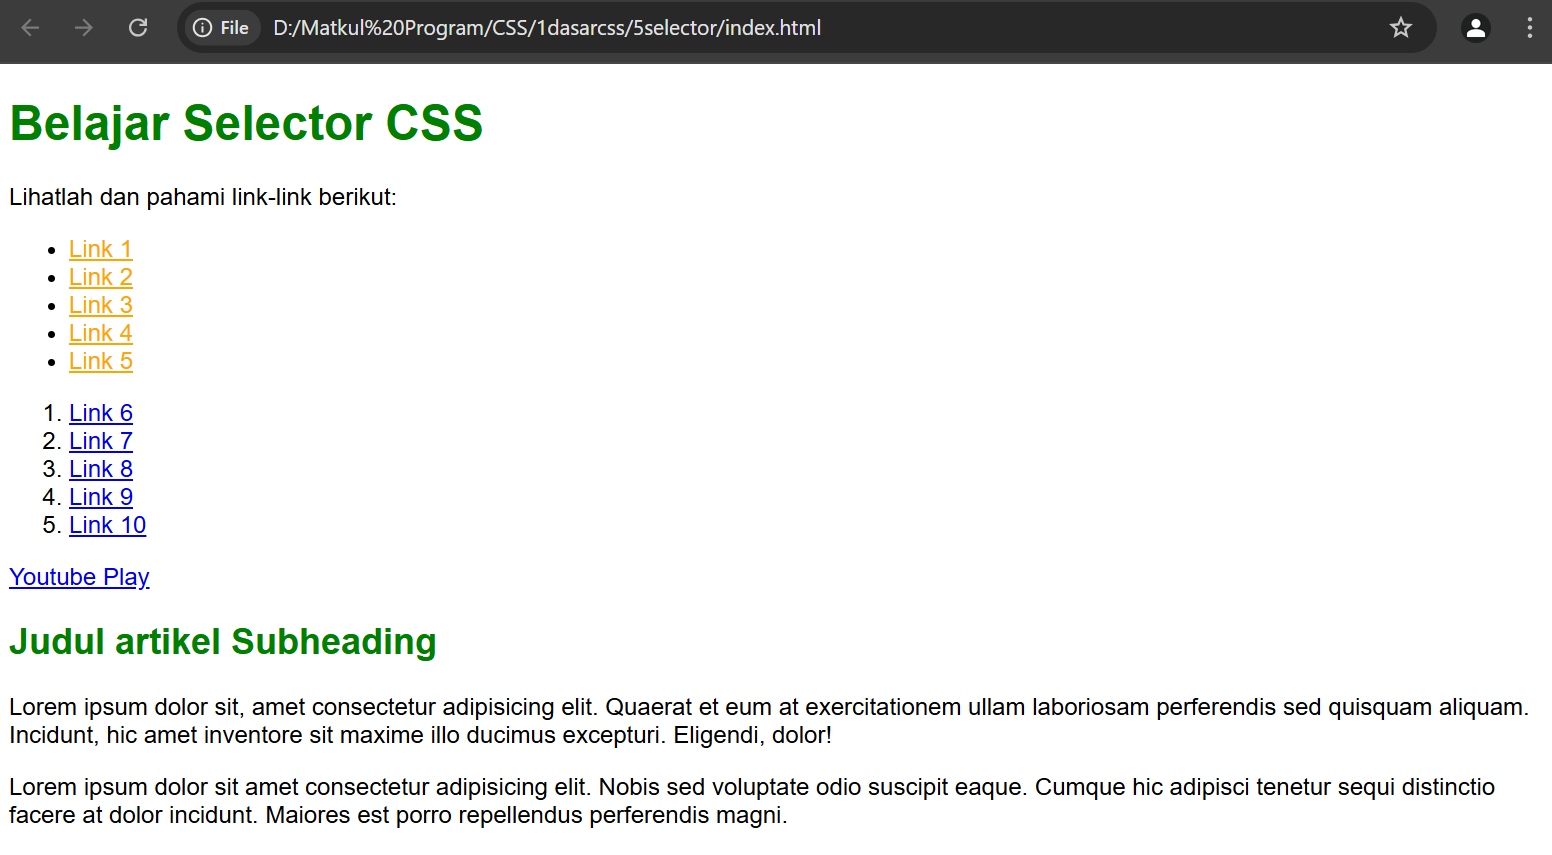 File D:/Matkul%20Program/CSS/1dasarcss/5selector/index.html
Belajar Selector CSS
Lihatlah dan pahami link-link berikut:
• Link 1
• Link 2
• Link 3
• Link 4
• Link 5
1. Link 6
2. Link 7
3. Link 8
4. Link 9
5. Link 10
Youtube Play
Judul artikel Subheading
Lorem ipsum dolor sit, amet consectetur adipisicing elit. Quaerat et eum at exercitationem ullam laboriosam perferendis sed quisquam aliquam.
Incidunt, hic amet inventore sit maxime illo ducimus excepturi. Eligendi, dolor!
Lorem ipsum dolor sit amet consectetur adipisicing elit. Nobis sed voluptate odio suscipit eaque. Cumque hic adipisci tenetur sequi distinctio
facere at dolor incidunt. Maiores est porro repellendus perferendis magni.